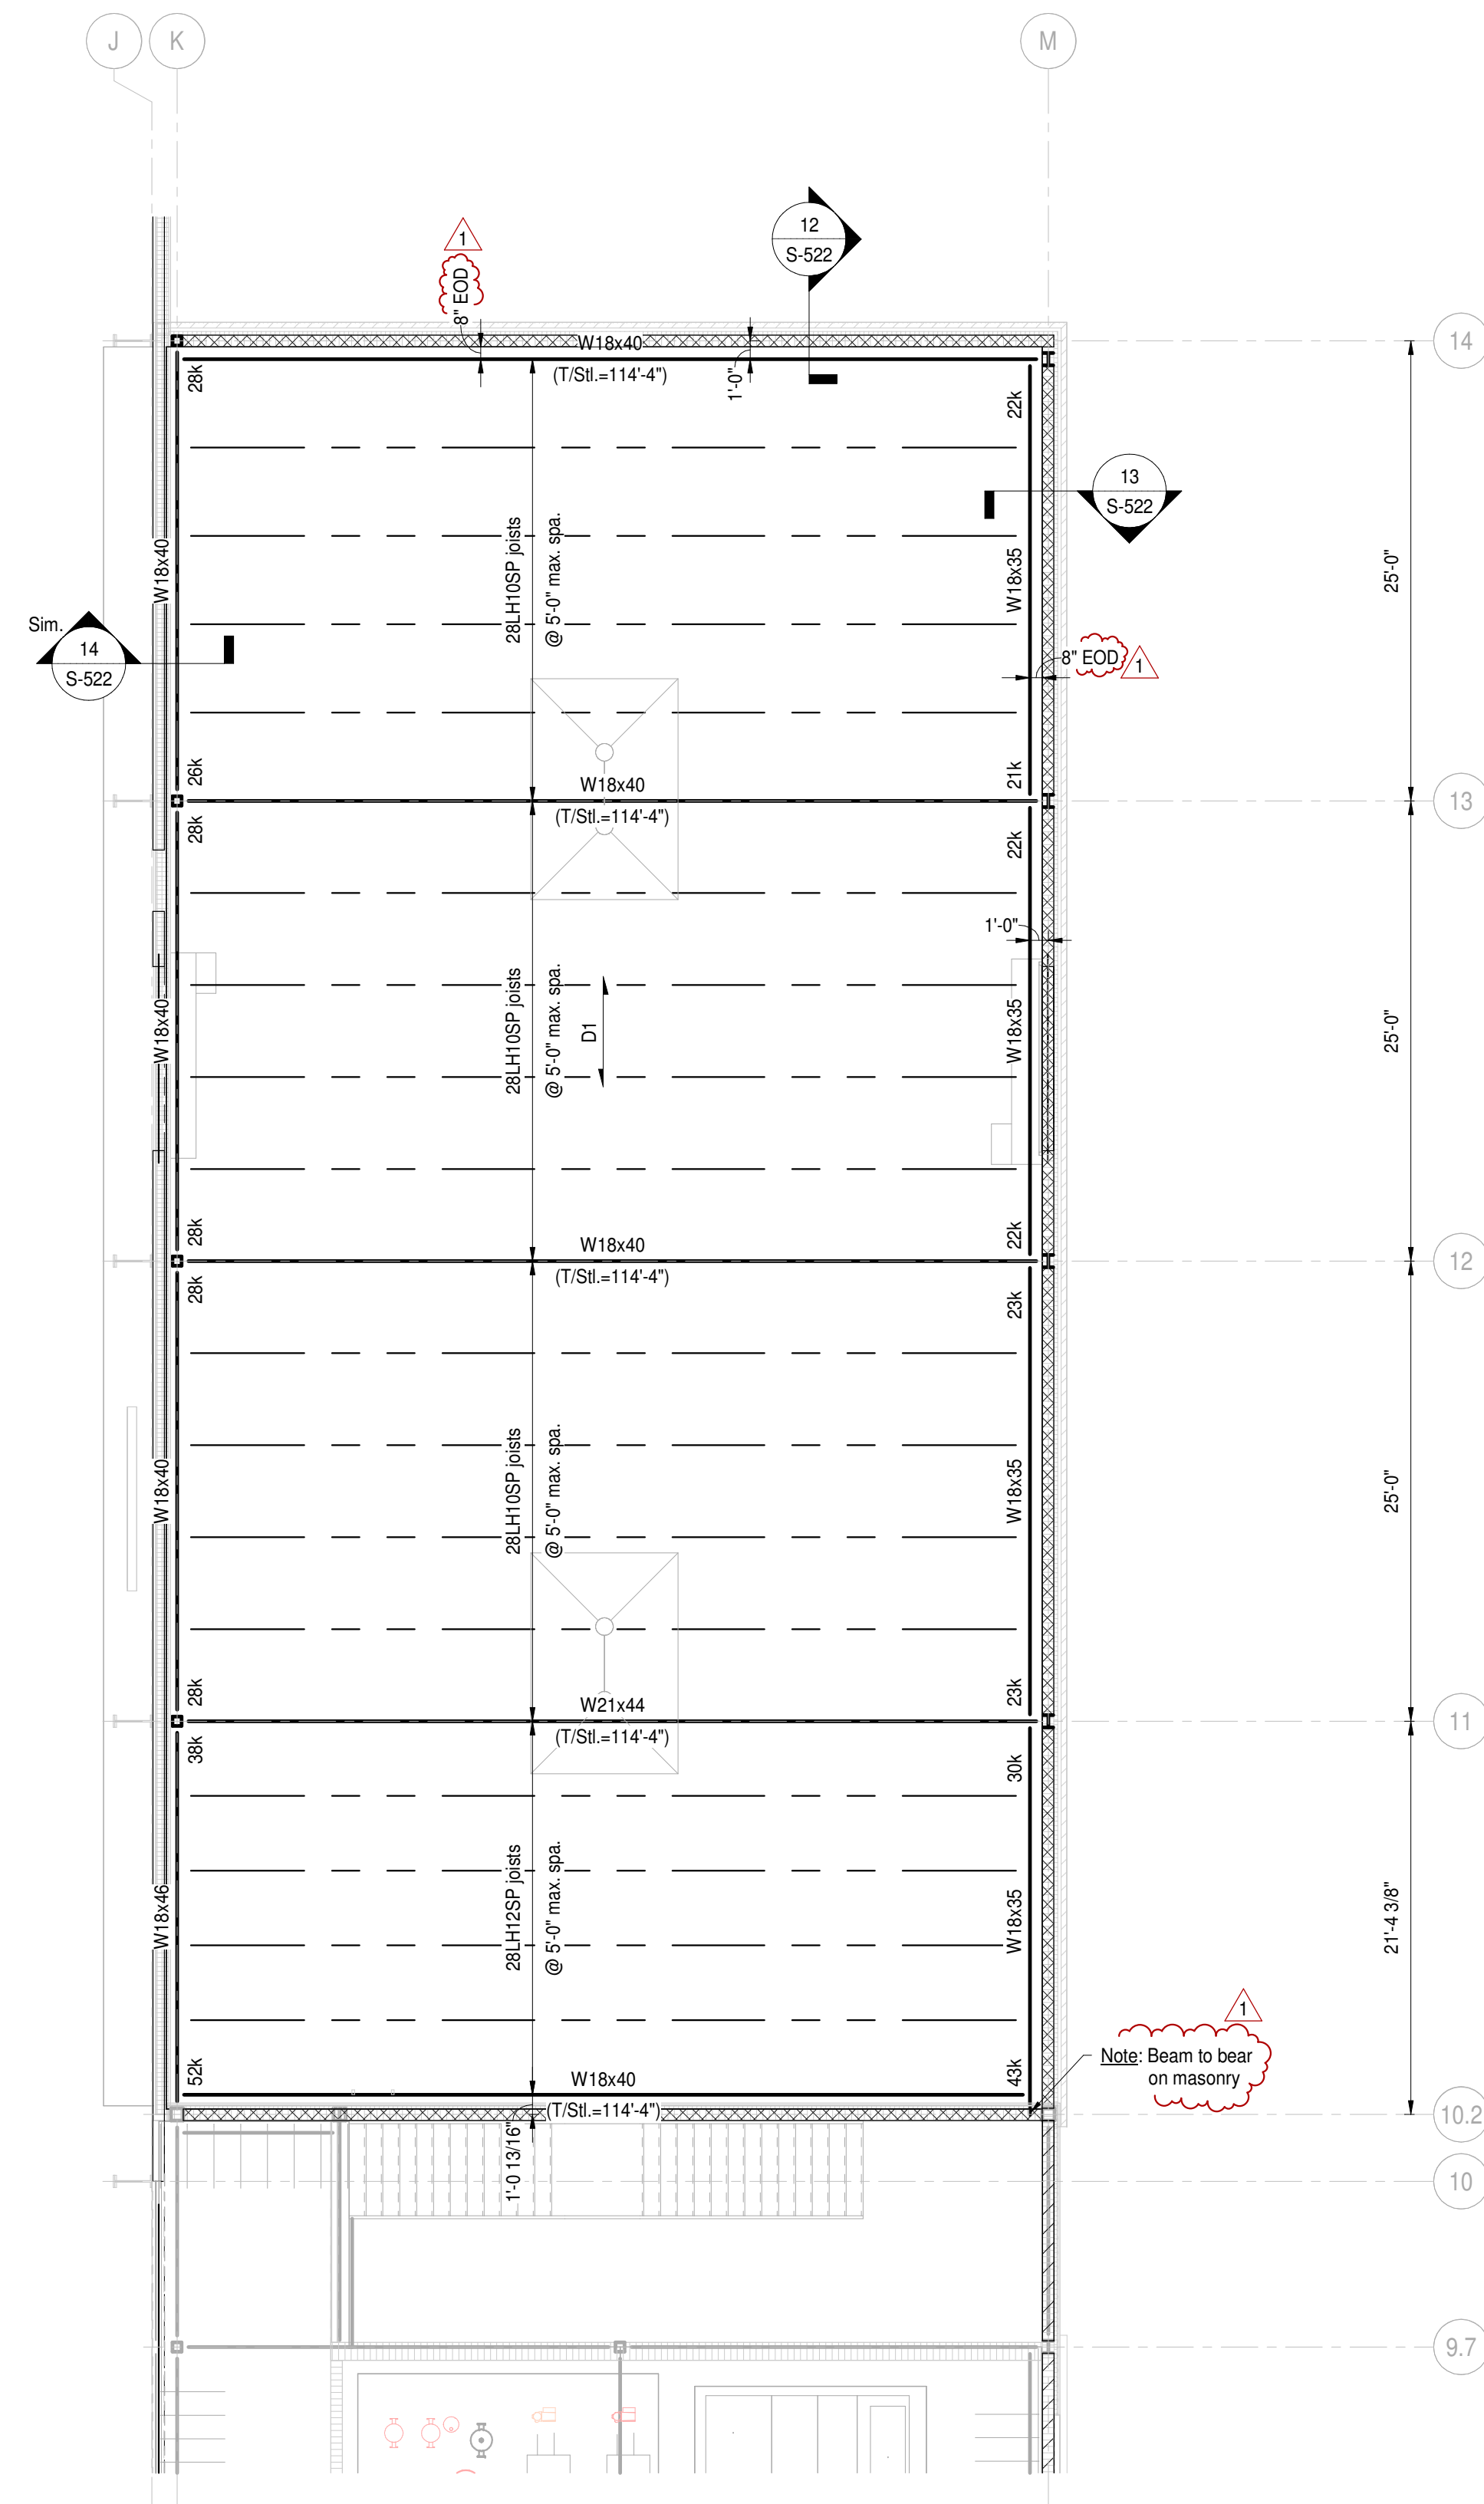 J
K
M
12
S-522
1
8" EOD
W18x40
14
(T/Stl.=114'-4")
1'-0"
28k
22k
13
S-522
W18x40
28LH10SP joists
@ 5'-0" max. spa.
W18x35
25'-0"
Sim.
14
S-522
8" EOD
1
26k
21k
W18x40
13
(T/Stl.=114'-4")
28k
22k
1'-0"
W18x40
28LH10SP joists
@ 5'-0" max. spa.
D1
W18x35
25'-0"
28k
22k
W18x40
12
(T/Stl.=114'-4")
28k
23k
W18x40
28LH10SP joists
@ 5'-0" max. spa.
W18x35
25'-0"
28k
23k
W21x44
11
(T/Stl.=114'-4")
38k
30k
W18x46
28LH12SP joists
@ 5'-0" max. spa.
W18x35
21'-4 3/8"
1
Note: Beam to bear
on masonry
52k
43k
W18x40
(T/Stl.=114'-4")
10.2
1'-0 13/16"
10
9.7